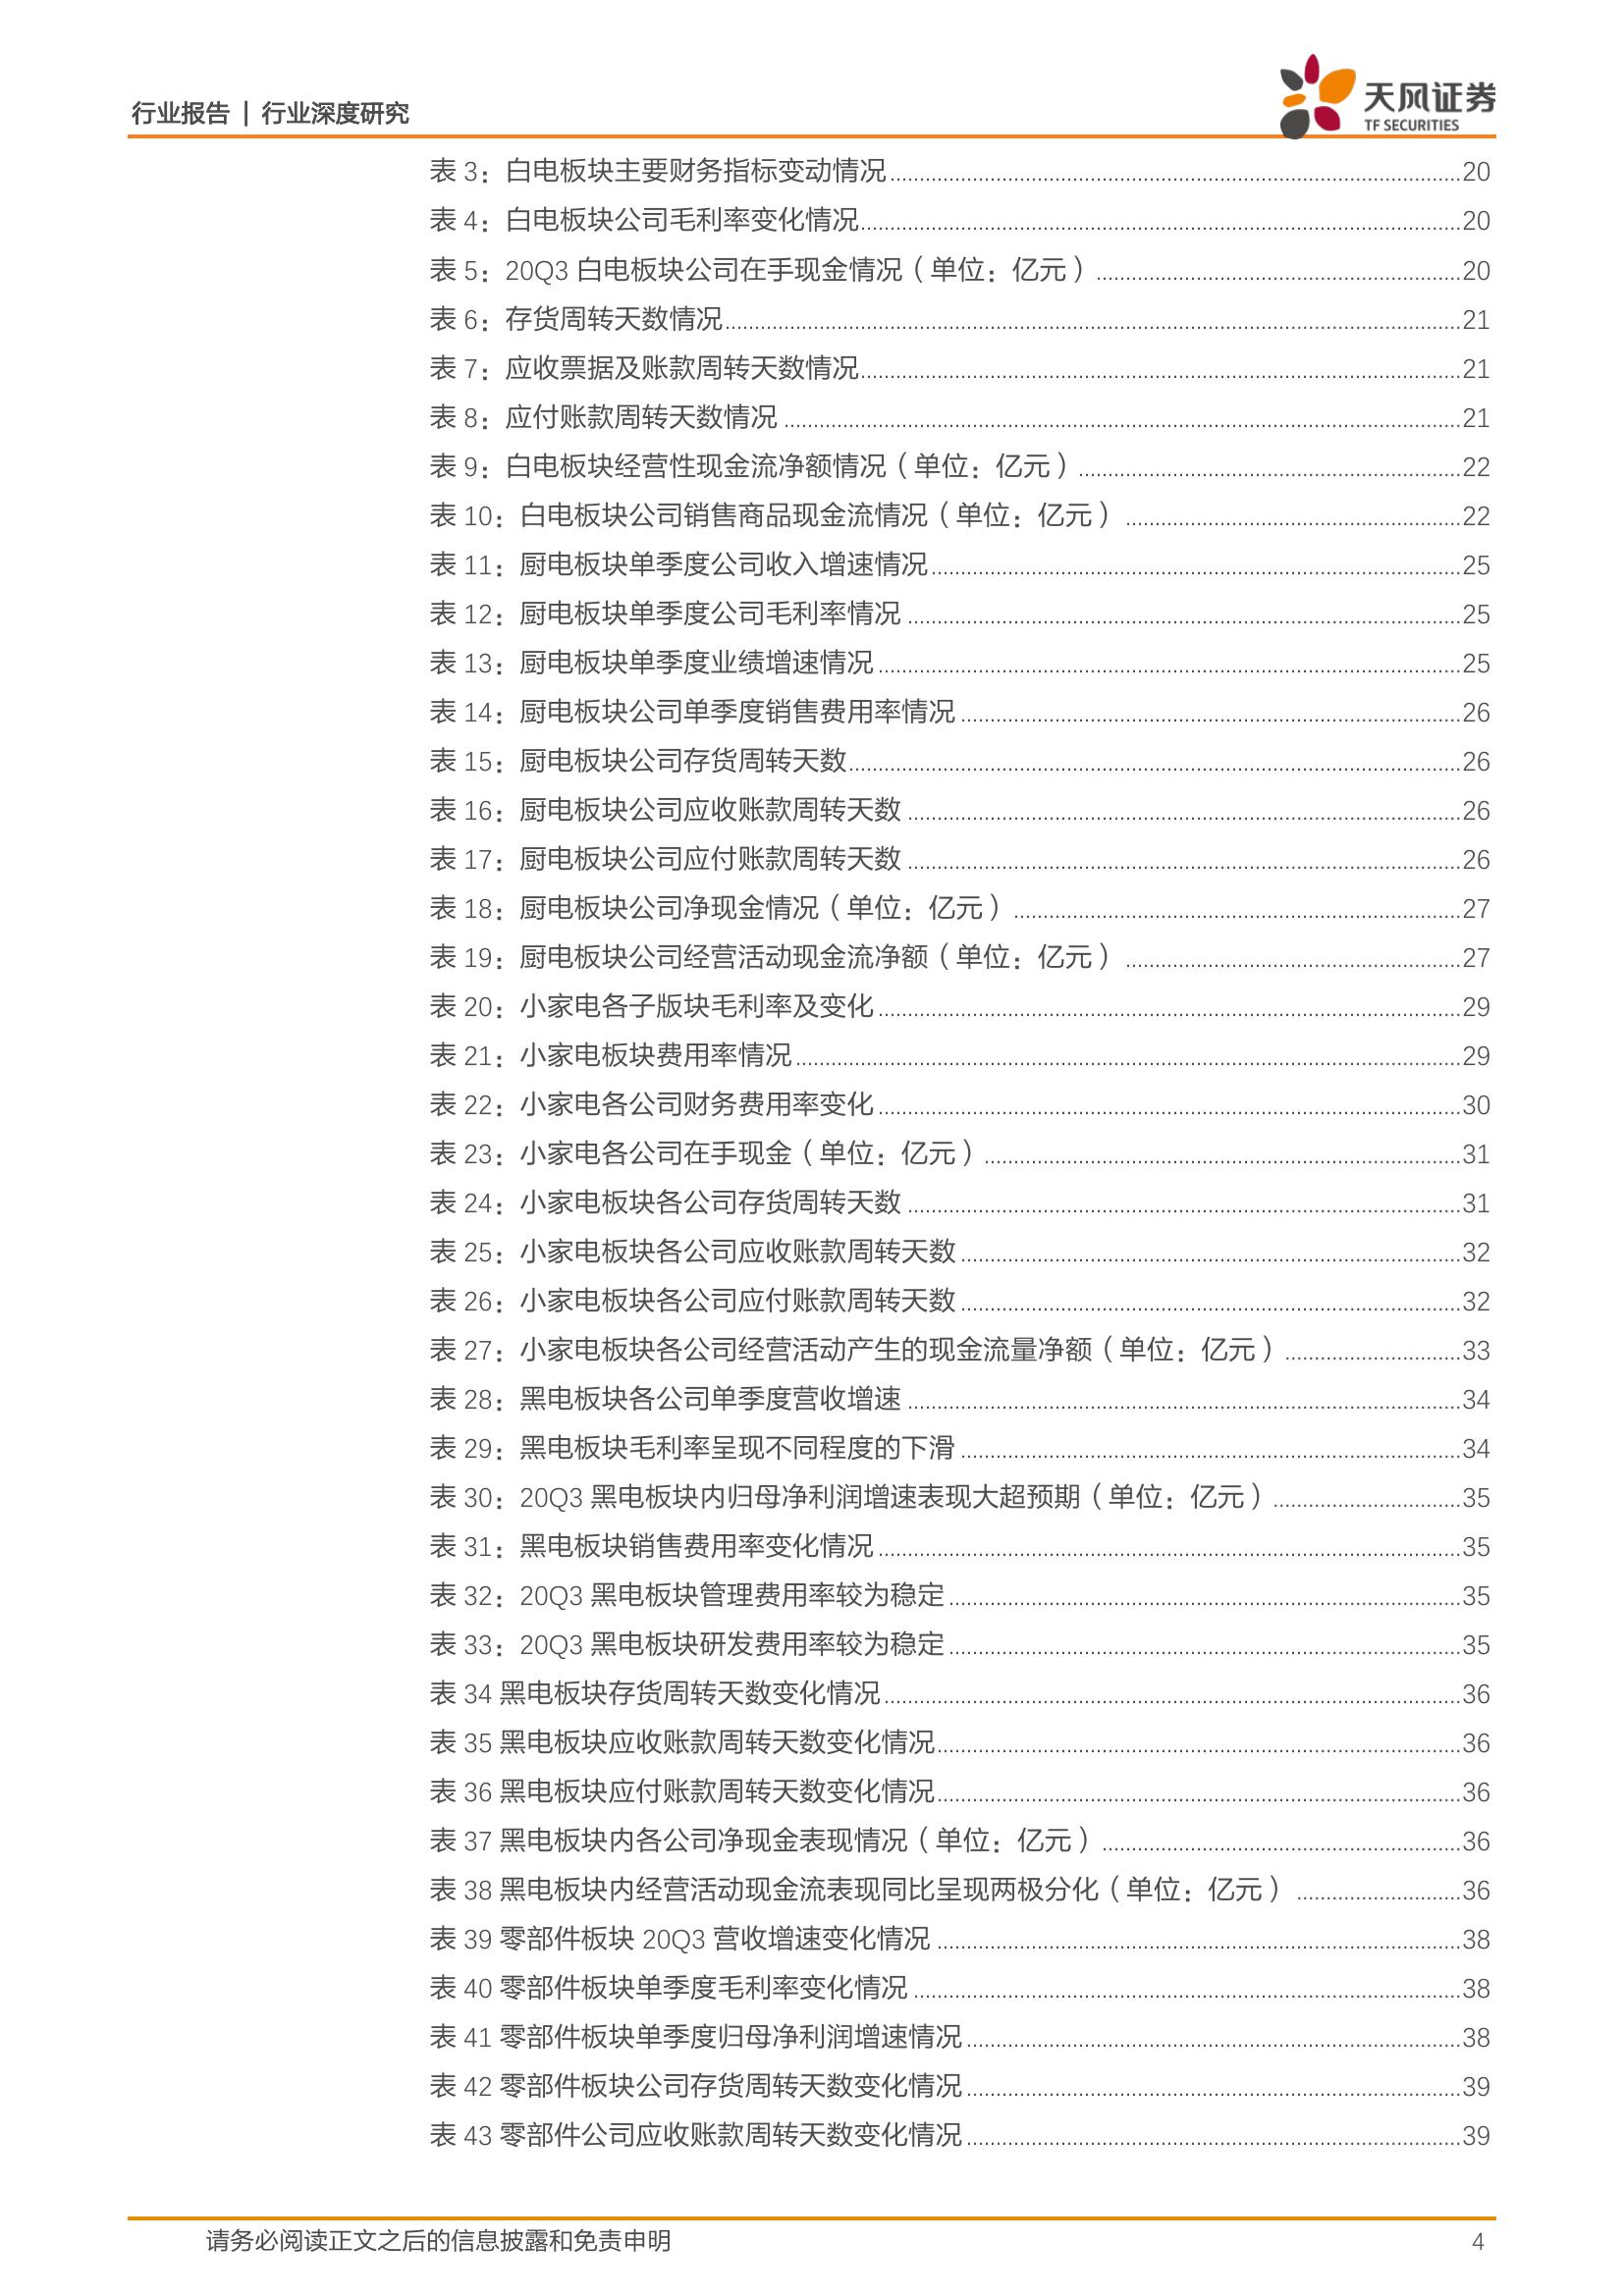 行业报告 | 行业深度研究
天风证券
TF SECURITIES
表 3：白电板块主要财务指标变动情况 20
表 4：白电板块公司毛利率变化情况 20
表 5：20Q3 白电板块公司在手现金情况（单位：亿元） 20
表 6：存货周转天数情况 21
表 7：应收票据及账款周转天数情况 21
表 8：应付账款周转天数情况 21
表 9：白电板块经营性现金流净额情况（单位：亿元） 22
表 10：白电板块公司销售商品现金流情况（单位：亿元） 22
表 11：厨电板块单季度公司收入增速情况 25
表 12：厨电板块单季度公司毛利率情况 25
表 13：厨电板块单季度业绩增速情况 25
表 14：厨电板块公司单季度销售费用率情况 26
表 15：厨电板块公司存货周转天数 26
表 16：厨电板块公司应收账款周转天数 26
表 17：厨电板块公司应付账款周转天数 26
表 18：厨电板块公司净现金情况（单位：亿元） 27
表 19：厨电板块公司经营活动现金流净额（单位：亿元） 27
表 20：小家电各子版块毛利率及变化 29
表 21：小家电板块费用率情况 29
表 22：小家电各公司财务费用率变化 30
表 23：小家电各公司在手现金（单位：亿元） 31
表 24：小家电板块各公司存货周转天数 31
表 25：小家电板块各公司应收账款周转天数 32
表 26：小家电板块各公司应付账款周转天数 32
表 27：小家电板块各公司经营活动产生的现金流量净额（单位：亿元） 33
表 28：黑电板块各公司单季度营收增速 34
表 29：黑电板块毛利率呈现不同程度的下滑 34
表 30：20Q3 黑电板块内归母净利润增速表现大超预期（单位：亿元） 35
表 31：黑电板块销售费用率变化情况 35
表 32：20Q3 黑电板块管理费用率较为稳定 35
表 33：20Q3 黑电板块研发费用率较为稳定 35
表 34 黑电板块存货周转天数变化情况 36
表 35 黑电板块应收账款周转天数变化情况 36
表 36 黑电板块应付账款周转天数变化情况 36
表 37 黑电板块内各公司净现金表现情况（单位：亿元） 36
表 38 黑电板块内经营活动现金流表现同比呈现两极分化（单位：亿元） 36
表 39 零部件板块 20Q3 营收增速变化情况 38
表 40 零部件板块单季度毛利率变化情况 38
表 41 零部件板块单季度归母净利润增速情况 38
表 42 零部件板块公司存货周转天数变化情况 39
表 43 零部件公司应收账款周转天数变化情况 39
请务必阅读正文之后的信息披露和免责申明 4